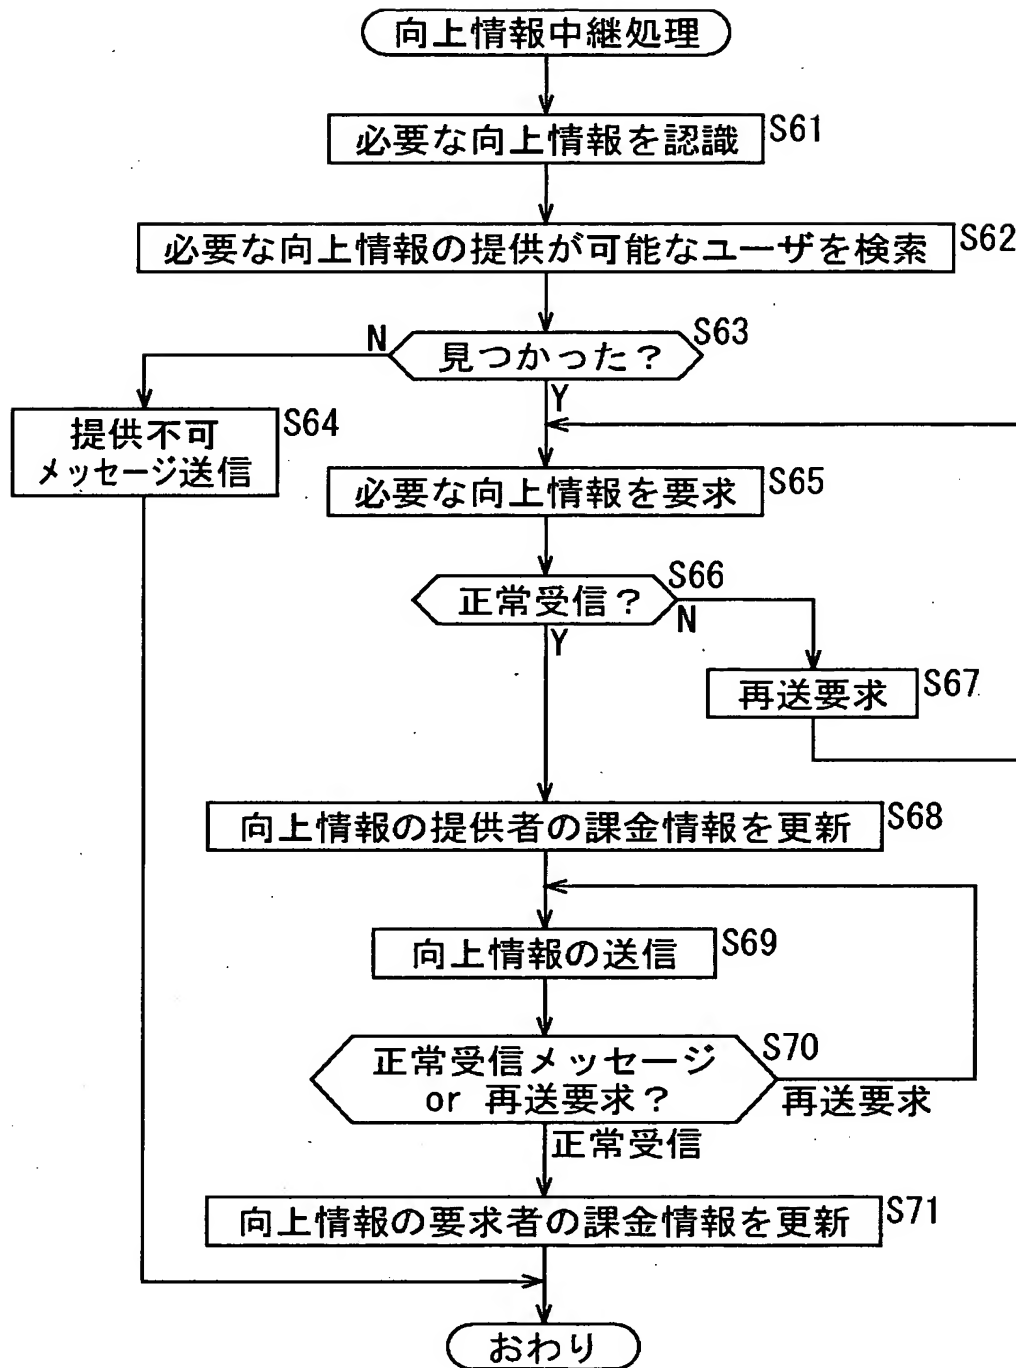 向上情報中継処理
必要な向上情報を認識
S61
必要な向上情報の提供が可能なユーザを検索
S62
見つかった？
S63
N
Y
提供不可
メッセージ送信
S64
必要な向上情報を要求
S65
正常受信？
S66
N
Y
再送要求
S67
向上情報の提供者の課金情報を更新
S68
向上情報の送信
S69
正常受信メッセージ
or 再送要求？
S70
再送要求
正常受信
向上情報の要求者の課金情報を更新
S71
おわり